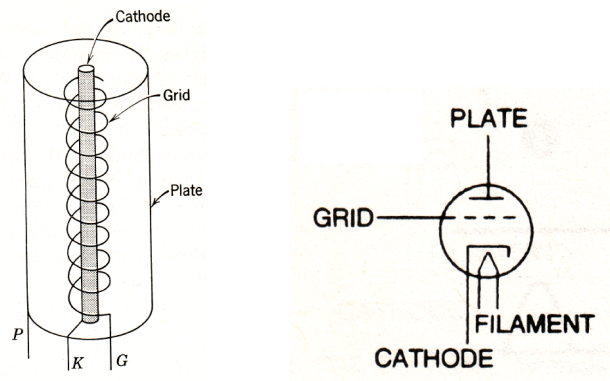 Cathode
Grid
Plate
P
K
G
PLATE
GRID
FILAMENT
CATHODE